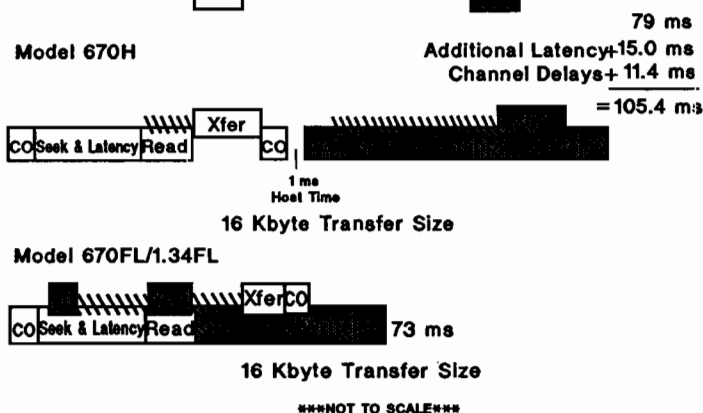 79 ms
Model 670H
Additional Latency+15.0 ms
Channel Delays+ 11.4 ms
=105.4 ms
Xfer
CO Seek & Latency Read CO
1 ms
Host Time
16 Kbyte Transfer Size
Model 670FL/1.34FL
Xfer CO
CO Seek & Latency Read 73 ms
16 Kbyte Transfer Size
***NOT TO SCALE***